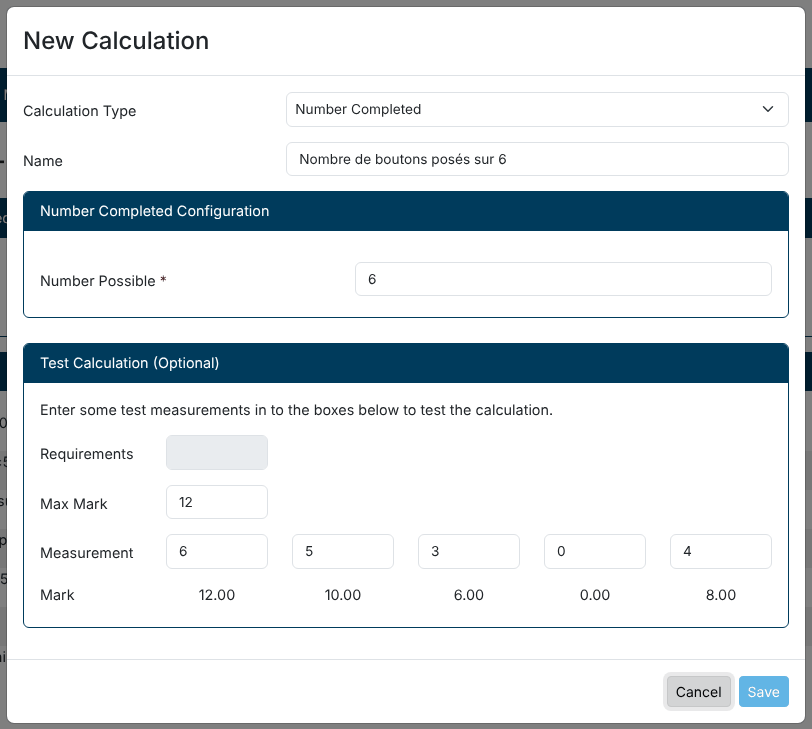 New Calculation
Calculation Type
Number Completed
Name
Nombre de boutons posés sur 6
Number Completed Configuration
Number Possible *
6
Test Calculation (Optional)
Enter some test measurements in to the boxes below to test the calculation.
Requirements
Max Mark
12
Measurement 6 5 3 0 4
Mark 12.00 10.00 6.00 0.00 8.00
Cancel Save